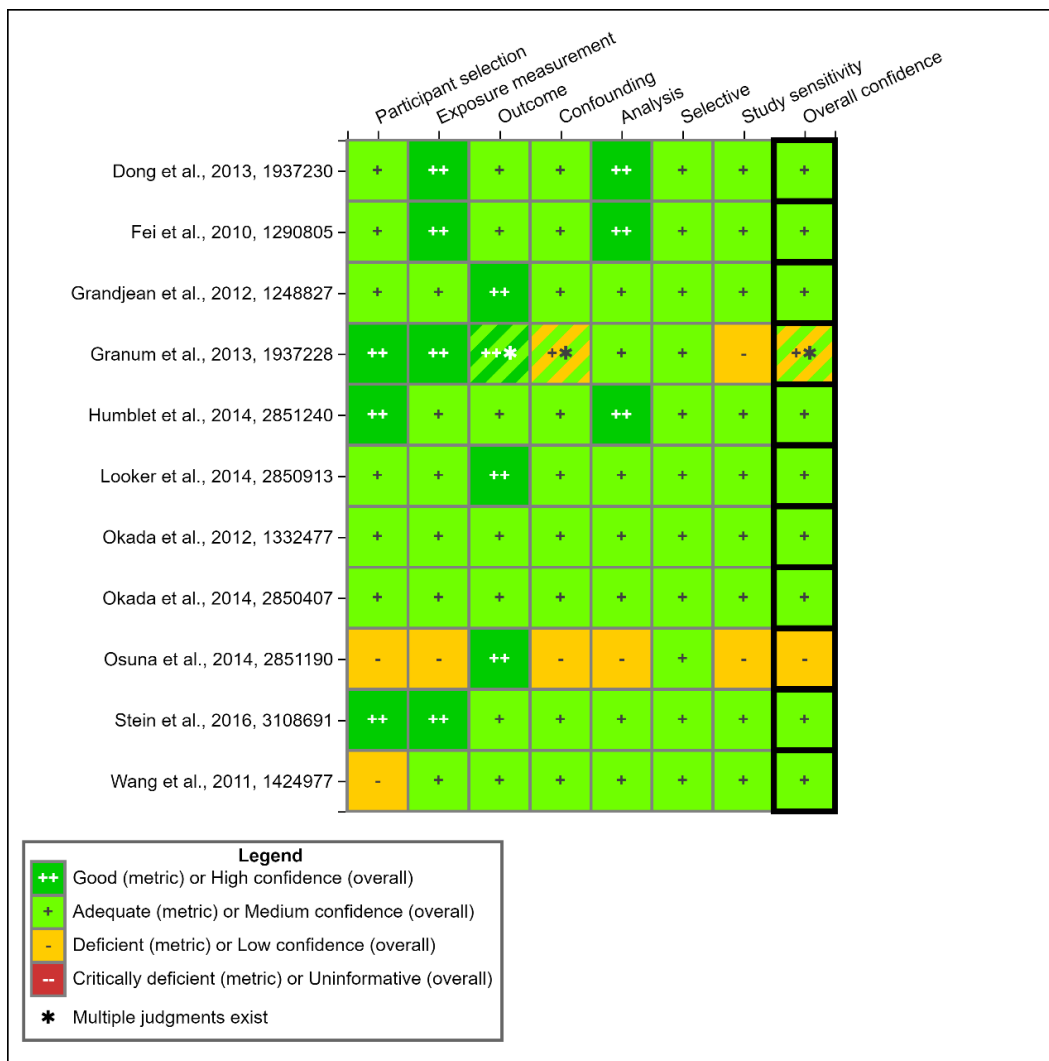 Participant selection
Exposure measurement
Outcome
Confounding
Analysis
Selective
Study sensitivity
Overall confidence
Dong et al., 2013, 1937230 + ++ + + ++ + + +
Fei et al., 2010, 1290805 + ++ + + ++ + + +
Grandjean et al., 2012, 1248827 + + ++ + + + + +
Granum et al., 2013, 1937228 ++ ++ ++✱ +✱ + + - +✱
Humblet et al., 2014, 2851240 ++ + + + ++ + + +
Looker et al., 2014, 2850913 + + ++ + + + + +
Okada et al., 2012, 1332477 + + + + + + + +
Okada et al., 2014, 2850407 + + + + + + + +
Osuna et al., 2014, 2851190 - - ++ - - + - -
Stein et al., 2016, 3108691 ++ ++ + + + + + +
Wang et al., 2011, 1424977 - + + + + + + +
Legend
++ Good (metric) or High confidence (overall)
+ Adequate (metric) or Medium confidence (overall)
- Deficient (metric) or Low confidence (overall)
-- Critically deficient (metric) or Uninformative (overall)
✱ Multiple judgments exist